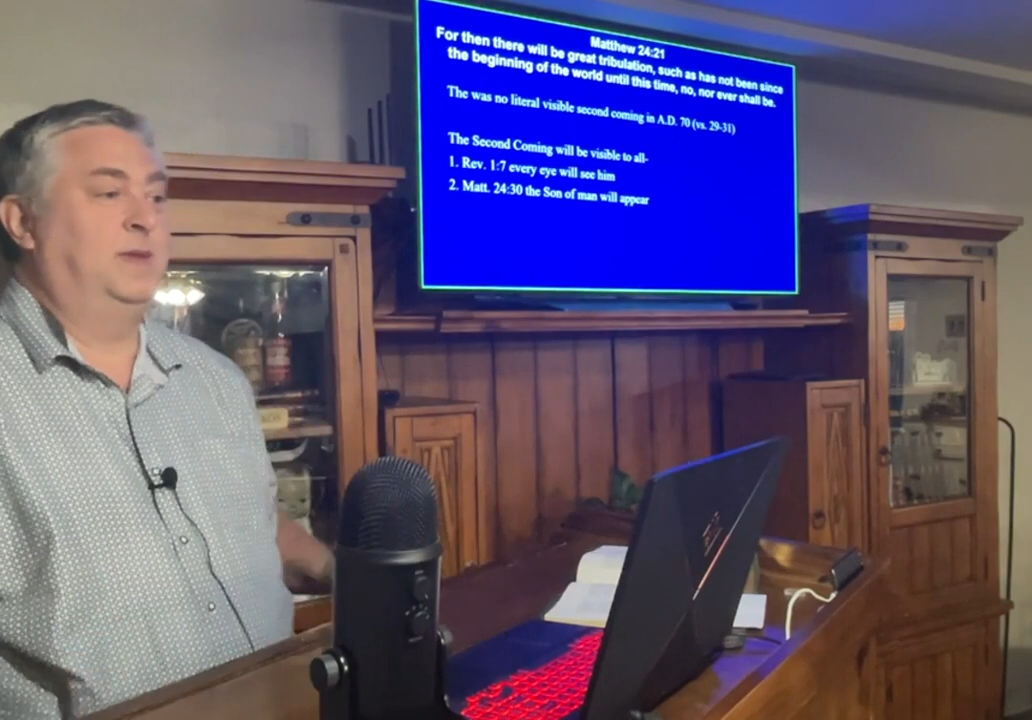 Matthew 24:21
For then there will be great tribulation, such as has not been since
the beginning of the world until this time, no, nor ever shall be.
The was no literal visible second coming in A.D. 70 (vs. 29-31)
The Second Coming will be visible to all-
1. Rev. 1:7 every eye will see him
2. Matt. 24:30 the Son of man will appear